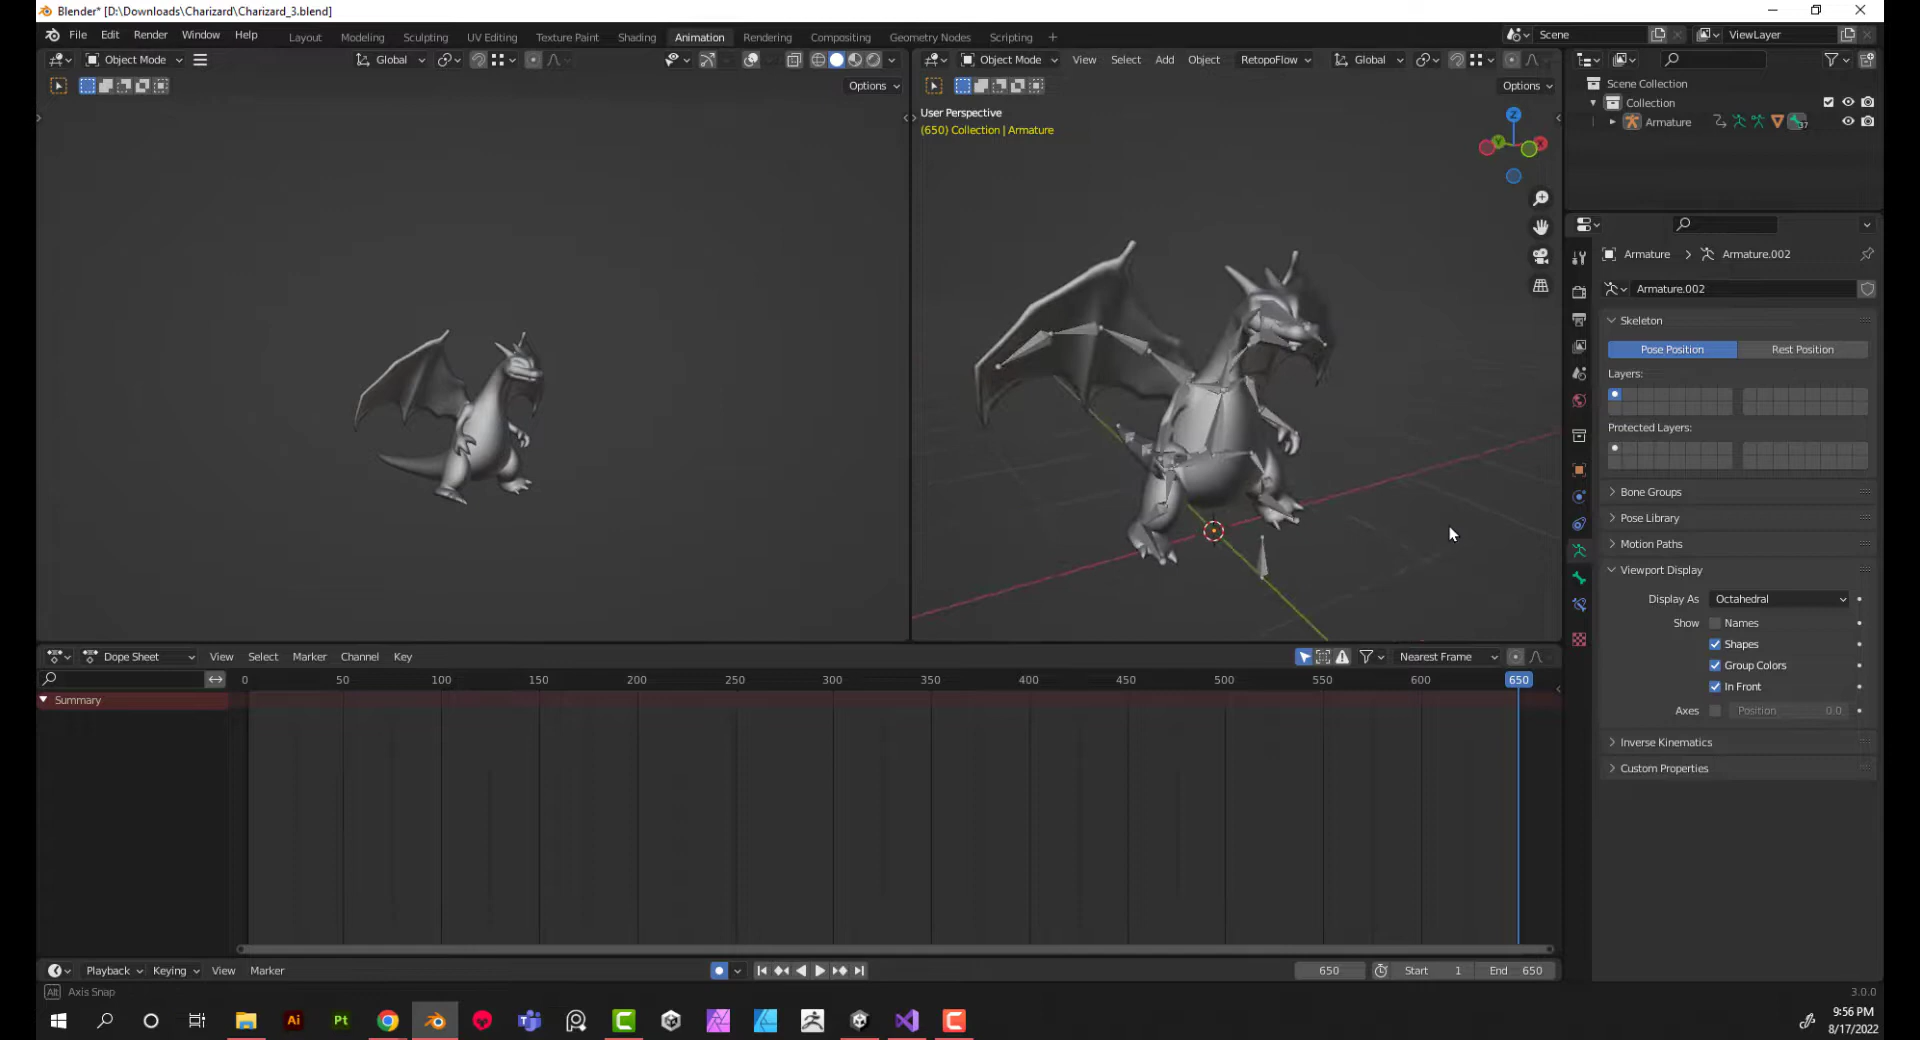 Blender* [D:\Downloads\Charizard\Charizard_3.blend]
File Edit Render Window Help Layout Modeling Sculpting UV Editing Texture Paint Shading Animation Rendering Compositing Geometry Nodes Scripting + Scene ViewLayer
Object Mode Global
Options
Object Mode View Select Add Object RetopoFlow Global
Options
User Perspective
(650) Collection | Armature
Z
Y
X
Scene Collection
Collection
Armature 37
Armature > Armature.002
Armature.002
Skeleton
Pose Position Rest Position
Layers:
Protected Layers:
Bone Groups
Pose Library
Motion Paths
Viewport Display
Display As Octahedral
Show Names
Shapes
Group Colors
In Front
Axes Position 0.0
Inverse Kinematics
Custom Properties
Dope Sheet View Select Marker Channel Key Nearest Frame
0 50 100 150 200 250 300 350 400 450 500 550 600 650
Summary
Playback Keying View Marker 650 Start 1 End 650
Alt Axis Snap 3.0.0
Ai Pt
9:56 PM
8/17/2022